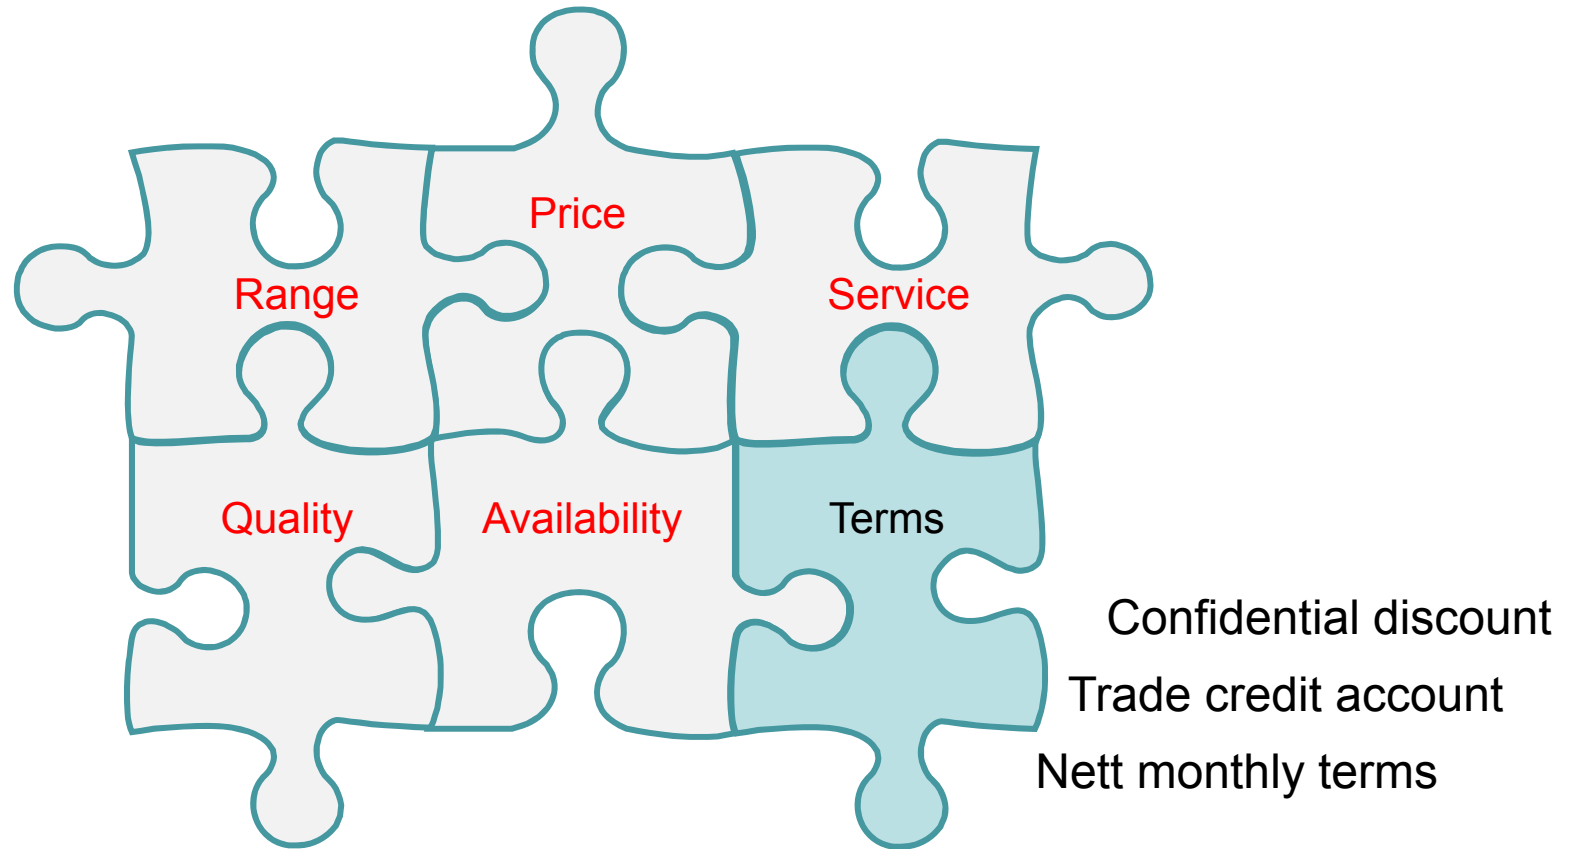 Price
Range
Service
Quality
Availability
Terms
Confidential discount
Trade credit account
Nett monthly terms